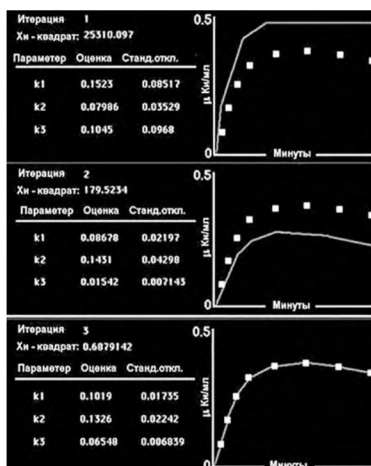 Итерация 1
Хи - квадрат: 25310.097
Параметер Оценка Станд.откл.
k1 0.1523 0.08517
k2 0.07986 0.03529
k3 0.1045 0.0968
0.5
μ Ки/мл
0
Минуты
Итерация 2
Хи - квадрат: 179.5234
Параметр Оценка Станд.откл.
k1 0.08678 0.02197
k2 0.1431 0.04298
k3 0.01542 0.007143
0.5
μ Ки/мл
0
Минуты
Итерация 3
Хи - квадрат: 0.6879142
Параметр Оценка Станд.откл.
k1 0.1019 0.01735
k2 0.1326 0.02242
k3 0.06548 0.006839
0.5
μ Ки/мл
0
Минуты